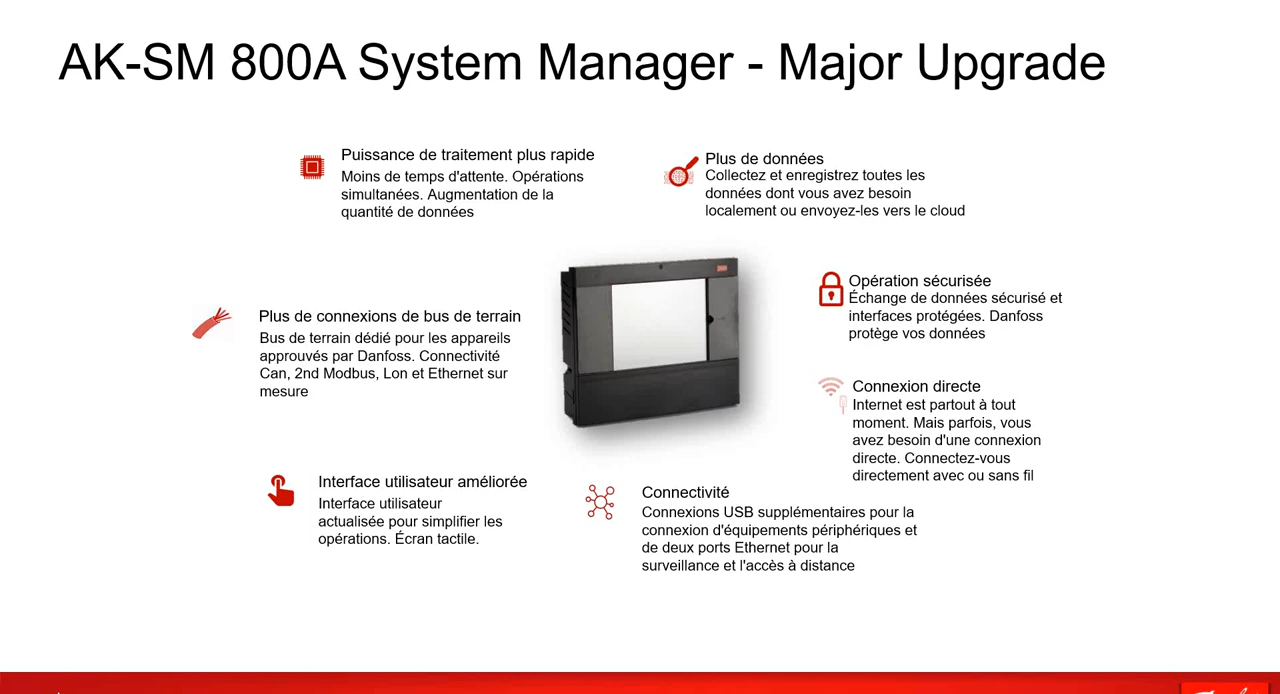 AK-SM 800A System Manager - Major Upgrade
Puissance de traitement plus rapide
Moins de temps d'attente. Opérations
simultanées. Augmentation de la
quantité de données
Plus de données
Collectez et enregistrez toutes les
données dont vous avez besoin
localement ou envoyez-les vers le cloud
Opération sécurisée
Échange de données sécurisé et
interfaces protégées. Danfoss
protège vos données
Plus de connexions de bus de terrain
Bus de terrain dédié pour les appareils
approuvés par Danfoss. Connectivité
Can, 2nd Modbus, Lon et Ethernet sur
mesure
Connexion directe
Internet est partout à tout
moment. Mais parfois, vous
avez besoin d'une connexion
directe. Connectez-vous
directement avec ou sans fil
Interface utilisateur améliorée
Interface utilisateur
actualisée pour simplifier les
opérations. Écran tactile.
Connectivité
Connexions USB supplémentaires pour la
connexion d'équipements périphériques et
de deux ports Ethernet pour la
surveillance et l'accès à distance